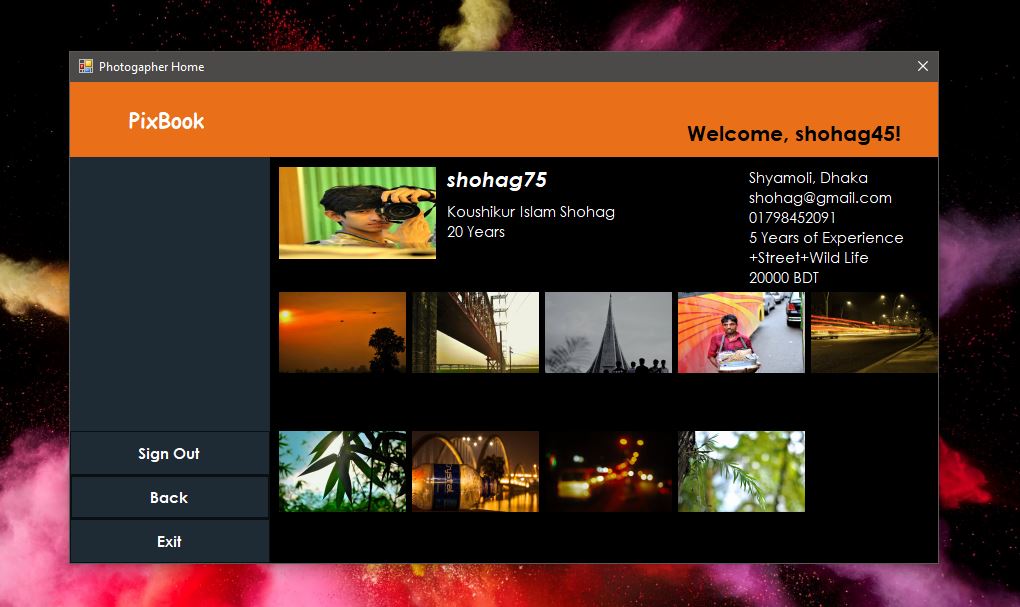 Photogapher Home
PixBook
Welcome, shohag45!
shohag75
Koushikur Islam Shohag
20 Years
Shyamoli, Dhaka
shohag@gmail.com
01798452091
5 Years of Experience
+Street+Wild Life
20000 BDT
Sign Out
Back
Exit